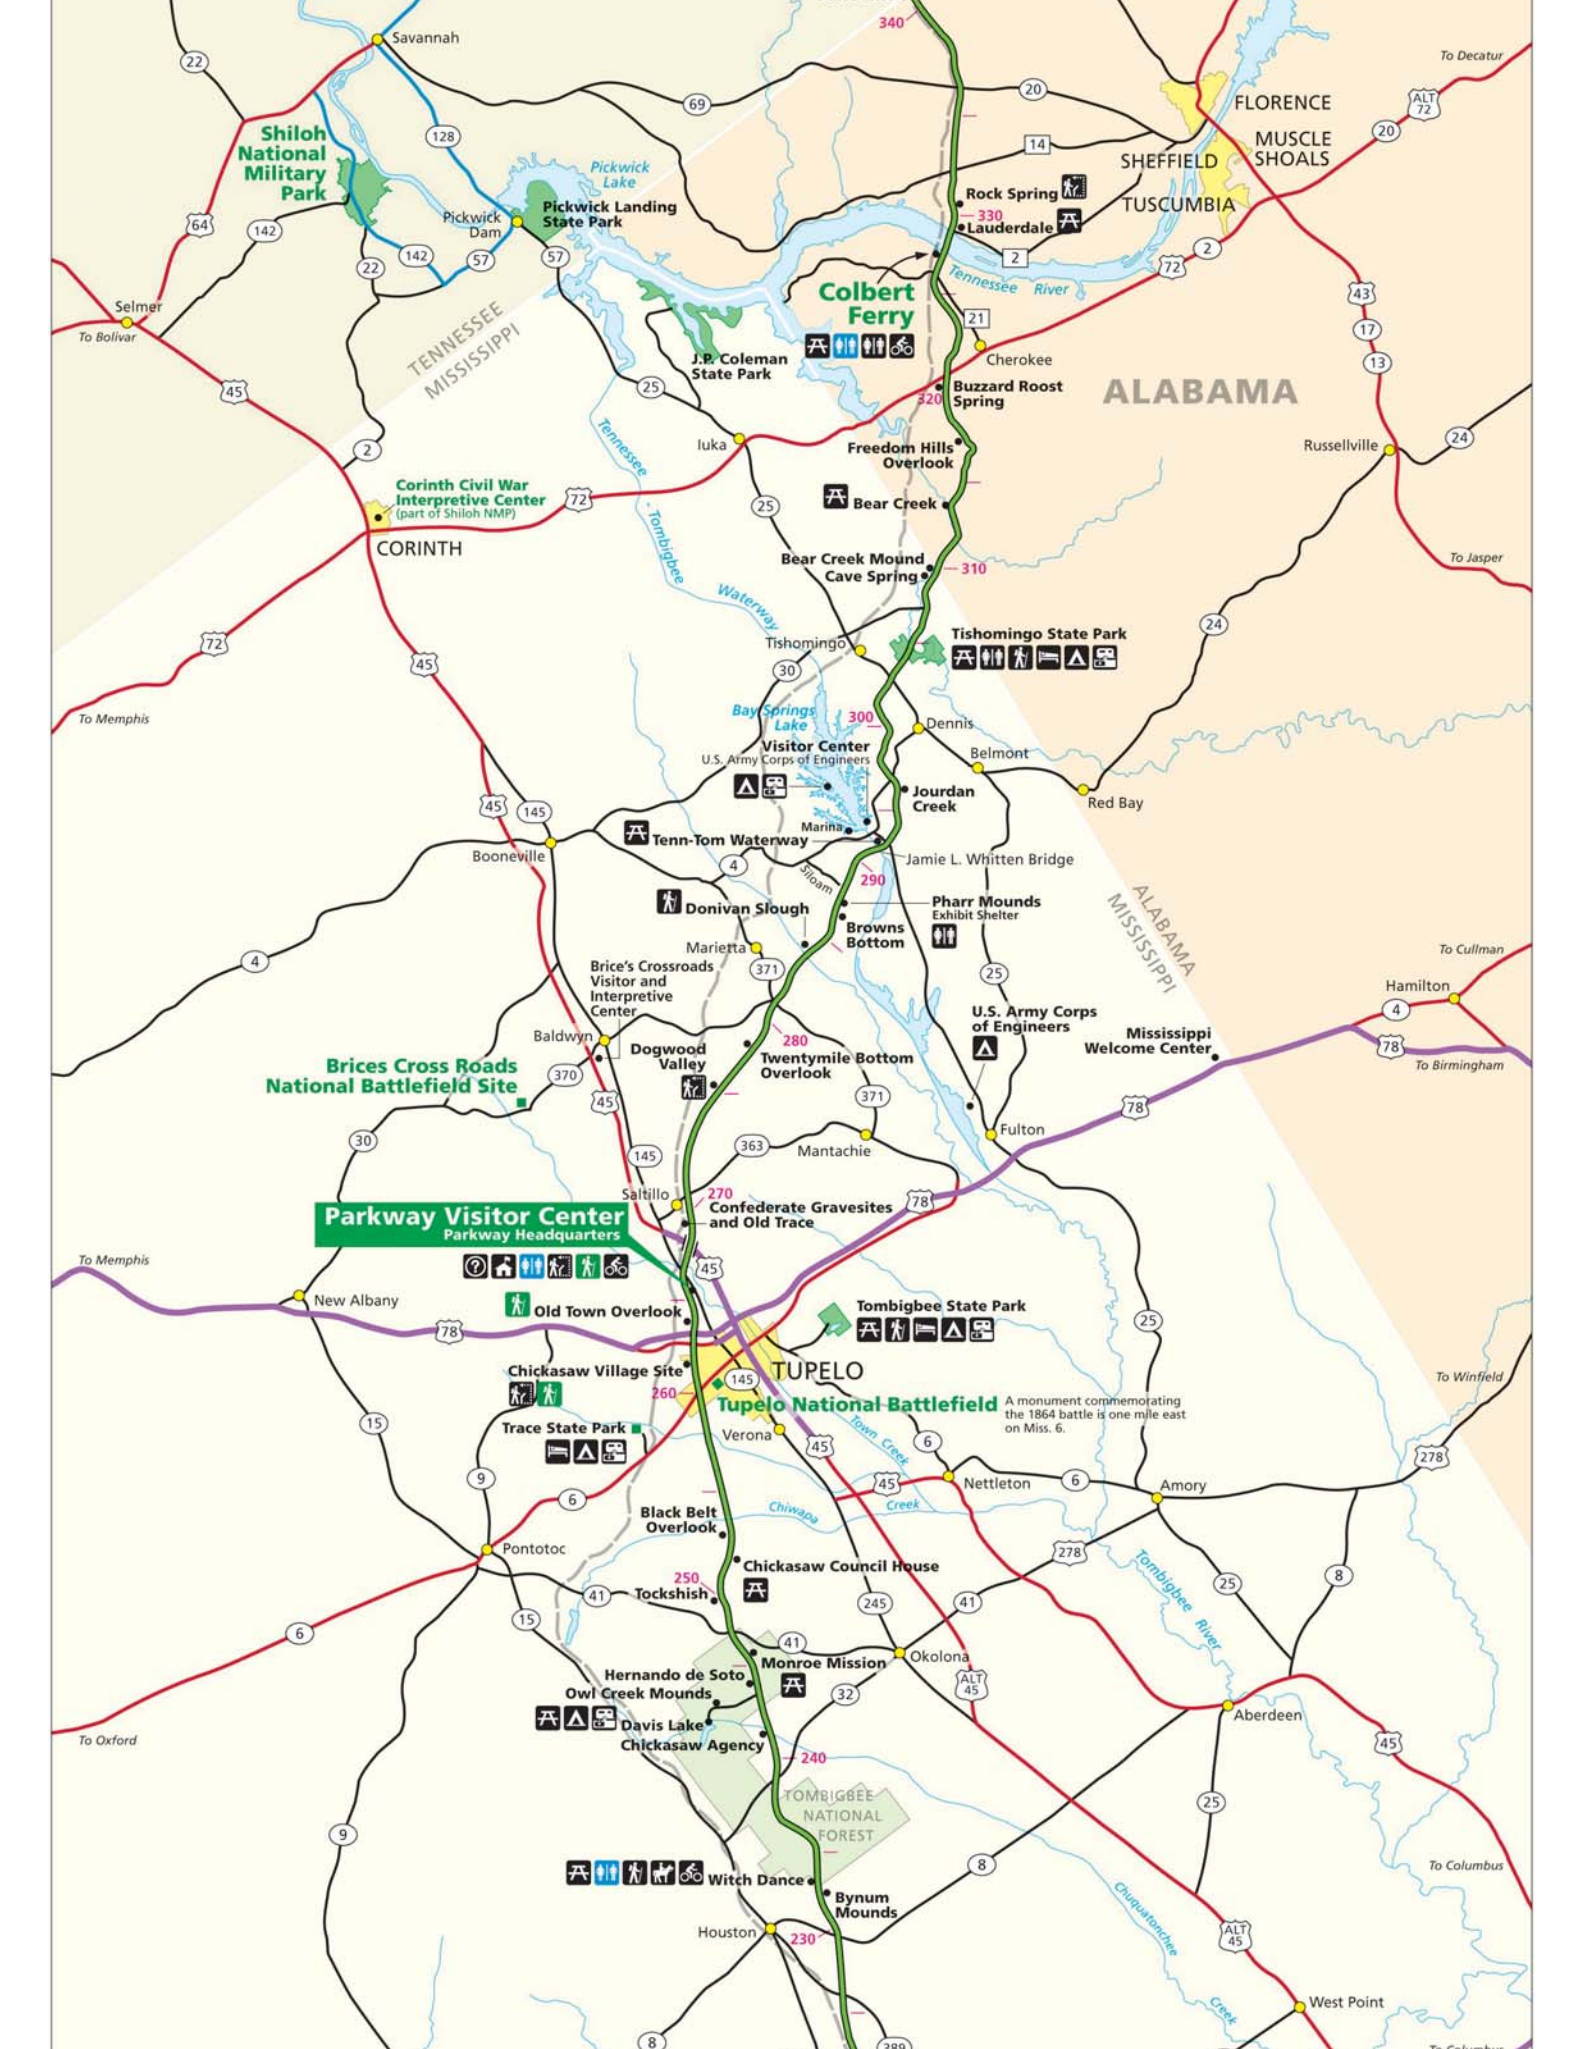 340
Savannah
22
To Decatur
69
20
ALT
72
FLORENCE
20
128
Shiloh
National
Military
Park
14
MUSCLE
SHOALS
SHEFFIELD
Pickwick
Lake
Rock Spring
TUSCUMBIA
Pickwick Landing
State Park
Pickwick
Dam
330
Lauderdale
64
142
142
57
57
2
2
72
22
Tennessee River
Colbert
Ferry
43
Selmer
To Bolivar
21
17
TENNESSEE
MISSISSIPPI
Cherokee
13
J.P. Coleman
State Park
25
45
ALABAMA
Buzzard Roost
Spring
320
Iuka
Tennessee - Tombigbee Waterway
Freedom Hills
Overlook
Russellville
24
2
Corinth Civil War
Interpretive Center
(part of Shiloh NMP)
72
25
Bear Creek
CORINTH
Bear Creek Mound
Cave Spring
310
To Jasper
24
72
45
Tishomingo
Tishomingo State Park
30
To Memphis
Bay Springs
Lake
300
Dennis
Visitor Center
U.S. Army Corps of Engineers
Belmont
Jourdan
Creek
Red Bay
45
145
Marina
Tenn-Tom Waterway
Booneville
4
Jamie L. Whitten Bridge
Siloam
290
Donivan Slough
Pharr Mounds
Exhibit Shelter
Browns
Bottom
ALABAMA
MISSISSIPPI
Marietta
4
371
25
To Cullman
Brice's Crossroads
Visitor and
Interpretive
Center
Hamilton
4
U.S. Army Corps
of Engineers
Baldwyn
280
Mississippi
Welcome Center
78
To Birmingham
Dogwood
Valley
Twentymile Bottom
Overlook
Brices Cross Roads
National Battlefield Site
370
45
371
78
Fulton
30
363
Mantachie
145
Saltillo
270
78
Confederate Gravesites
and Old Trace
Parkway Visitor Center
Parkway Headquarters
To Memphis
45
New Albany
Old Town Overlook
Tombigbee State Park
78
25
Chickasaw Village Site
TUPELO
145
260
To Winfield
Tupelo National Battlefield
A monument commemorating
the 1864 battle is one mile east
on Miss. 6.
15
Trace State Park
Verona
45
Town Creek
6
278
9
45
Nettleton
6
Amory
6
Chiwapa Creek
Black Belt
Overlook
Pontotoc
278
Chickasaw Council House
250
Tockshish
41
Tombigbee River
25
8
245
41
15
6
41
Okolona
Monroe Mission
Hernando de Soto
Owl Creek Mounds
ALT
45
32
Davis Lake
Aberdeen
Chickasaw Agency
To Oxford
240
45
TOMBIGBEE
NATIONAL
FOREST
25
9
8
To Columbus
Witch Dance
Chuquatonchee Creek
Bynum
Mounds
Houston
230
ALT
45
West Point
8
389
To Columbus